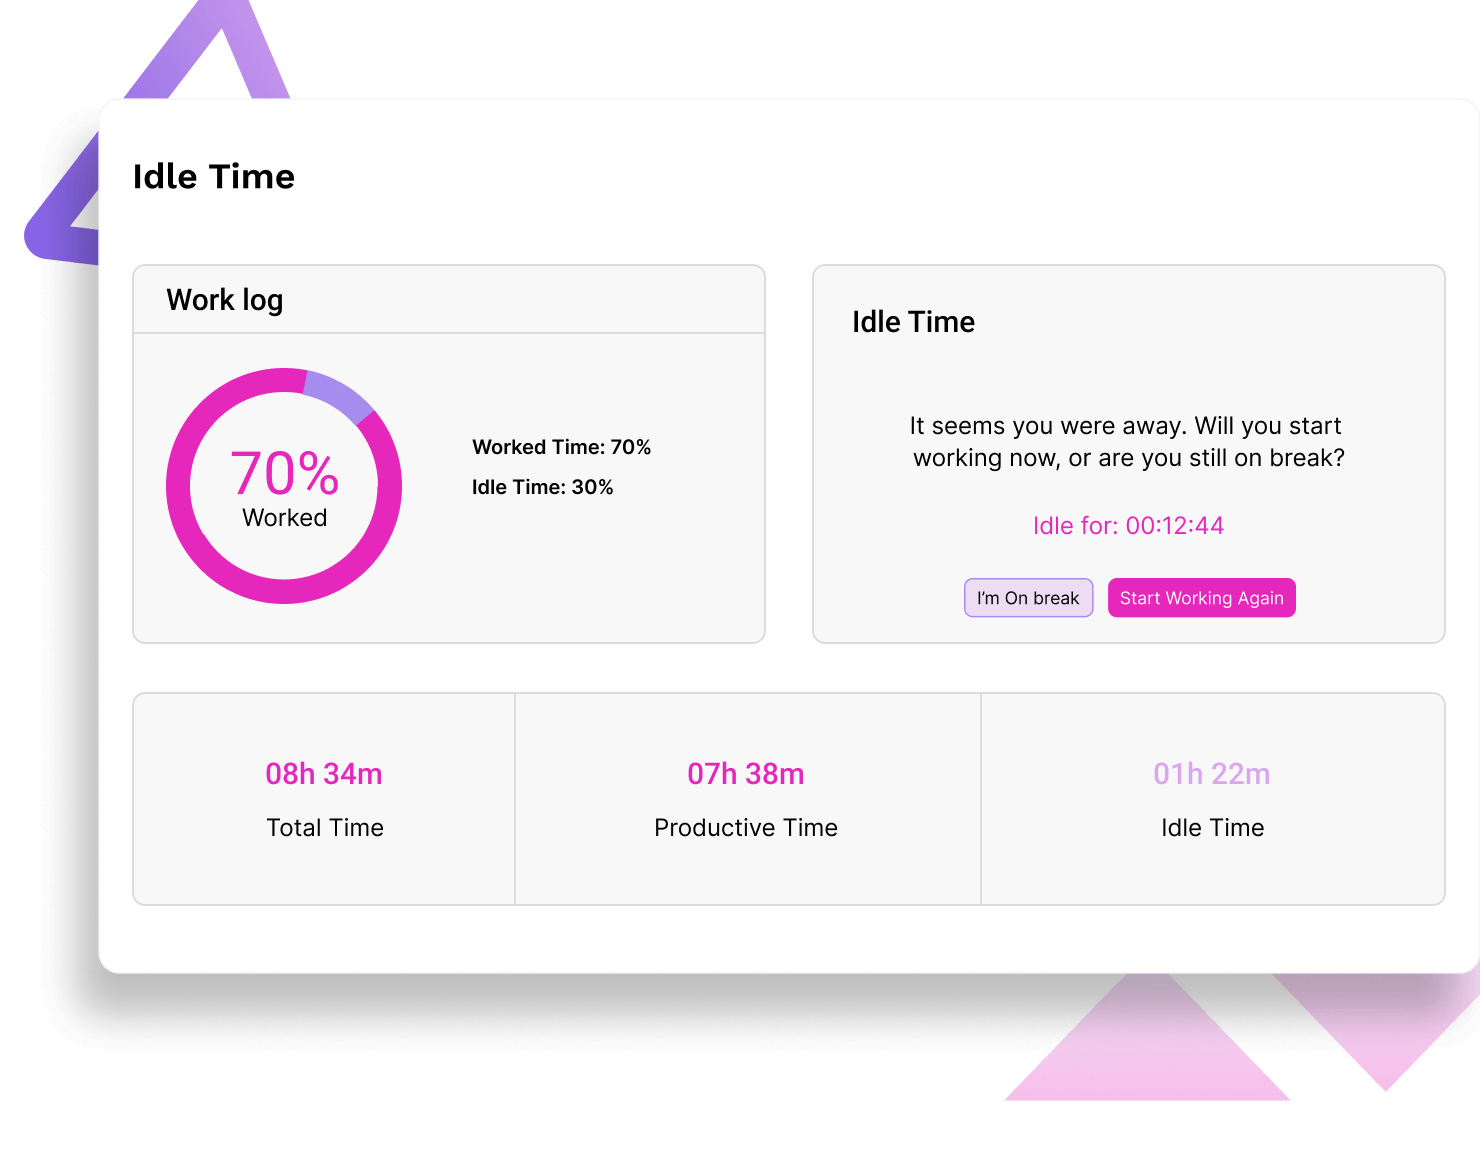 Idle Time
Work log
70%
Worked
Worked Time: 70%
Idle Time: 30%
Idle Time
It seems you were away. Will you start
working now, or are you still on break?
Idle for: 00:12:44
I’m On break
Start Working Again
08h 34m
Total Time
07h 38m
Productive Time
01h 22m
Idle Time